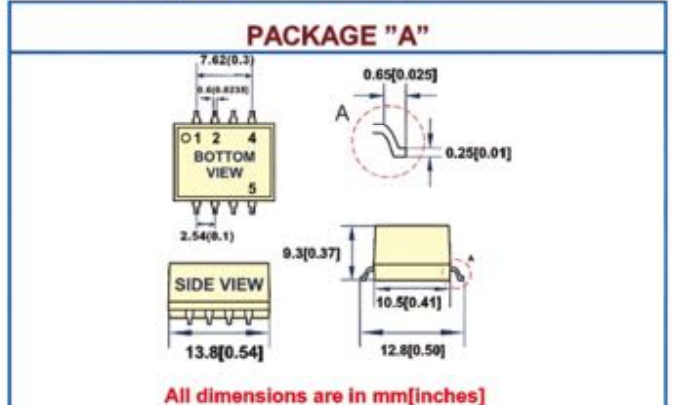 PACKAGE ”A”
7.62(0.3)
0.6(0.0235)
1 2 4
BOTTOM
VIEW
5
2.54(0.1)
0.65[0.025]
A
0.25[0.01]
9.3[0.37]
A
10.5[0.41]
12.8[0.50]
SIDE VIEW
13.8[0.54]
All dimensions are in mm[inches]